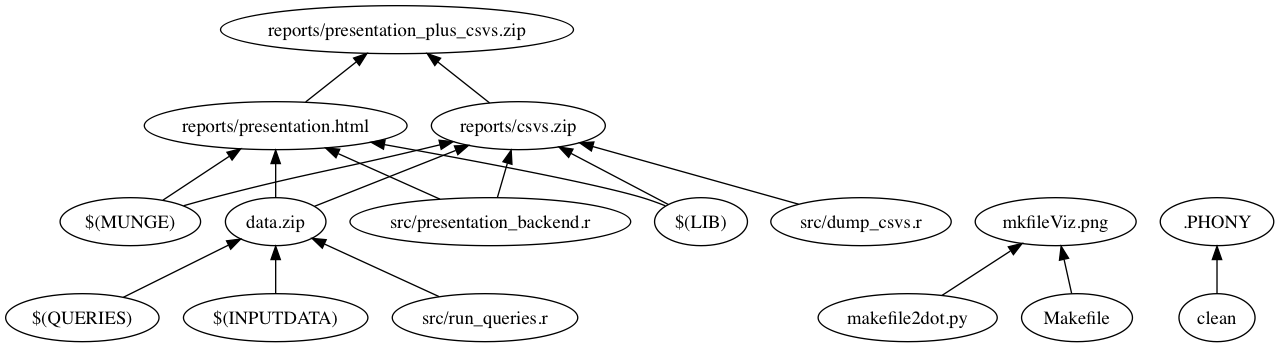 reports/presentation_plus_csvs.zip
reports/presentation.html
reports/csvs.zip
$(MUNGE)
data.zip
src/presentation_backend.r
$(LIB)
src/dump_csvs.r
mkfileViz.png
.PHONY
$(QUERIES)
$(INPUTDATA)
src/run_queries.r
makefile2dot.py
Makefile
clean